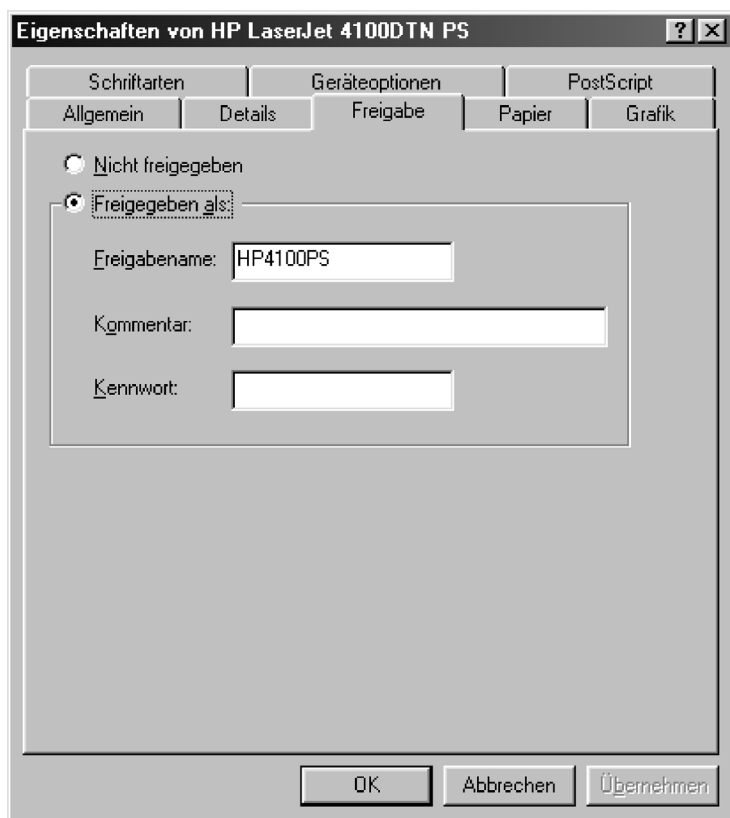 Eigenschaften von HP LaserJet 4100DTN PS
Schriftarten Geräteoptionen PostScript
Allgemein Details Freigabe Papier Grafik
Nicht freigegeben
Freigegeben als:
Freigabename: HP4100PS
Kommentar:
Kennwort:
OK Abbrechen Übernehmen